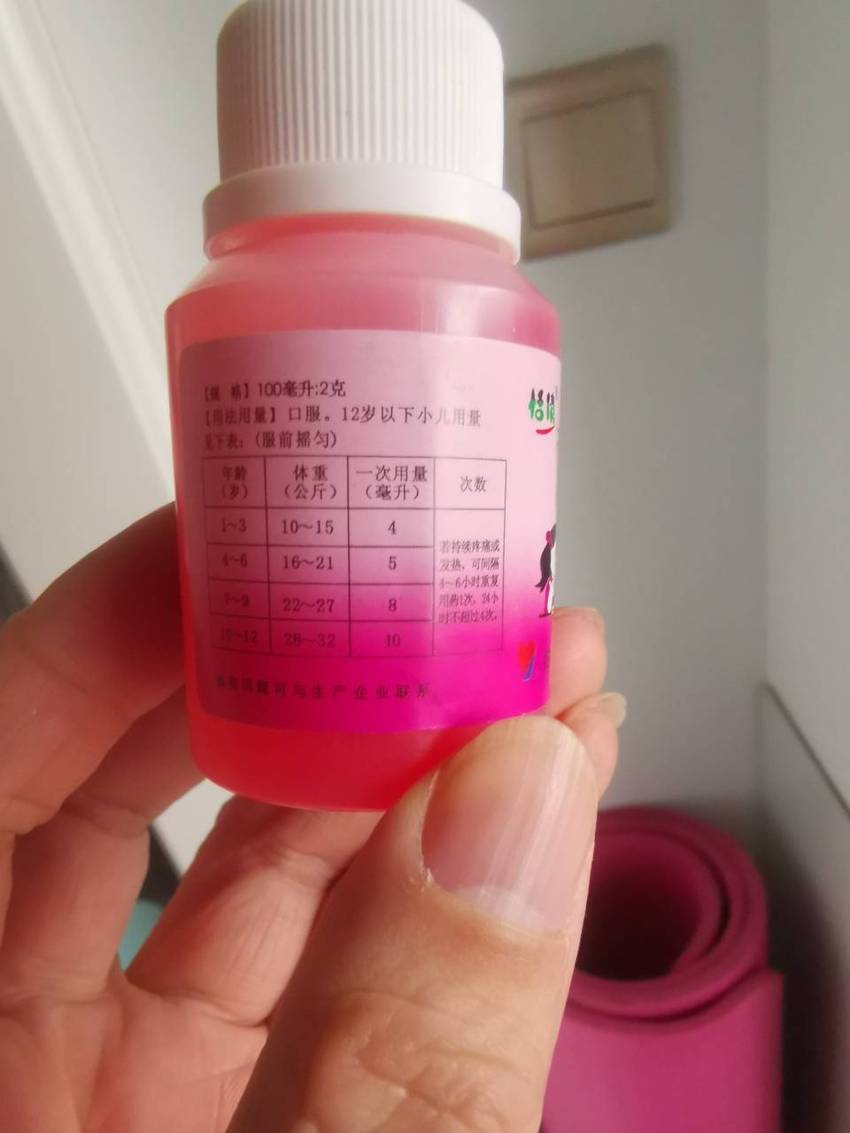 【规 格】100毫升:2克
【用法用量】口服。12岁以下小儿用量
见下表：(服前摇匀)
年龄（岁） 体重（公斤） 一次用量（毫升） 次数
1～3 10～15 4
4～6 16～21 5
7～9 22～27 8
10～12 28～32 10
若持续疼痛或
发热，可间隔
4～6小时重复
用药1次，24小
时不超过4次。
如有问题可与生产企业联系